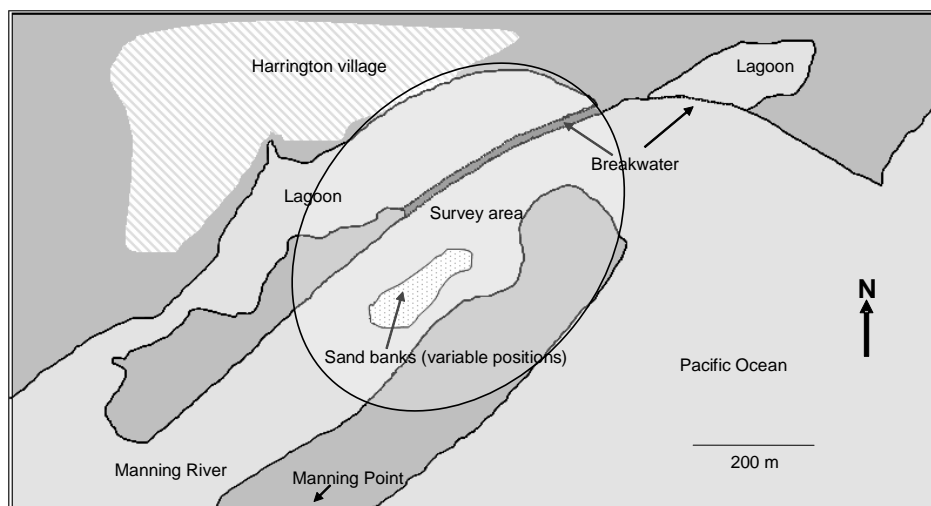 Harrington village
Lagoon
Breakwater
Lagoon
Survey area
N
Sand banks (variable positions)
Pacific Ocean
200 m
Manning River
Manning Point